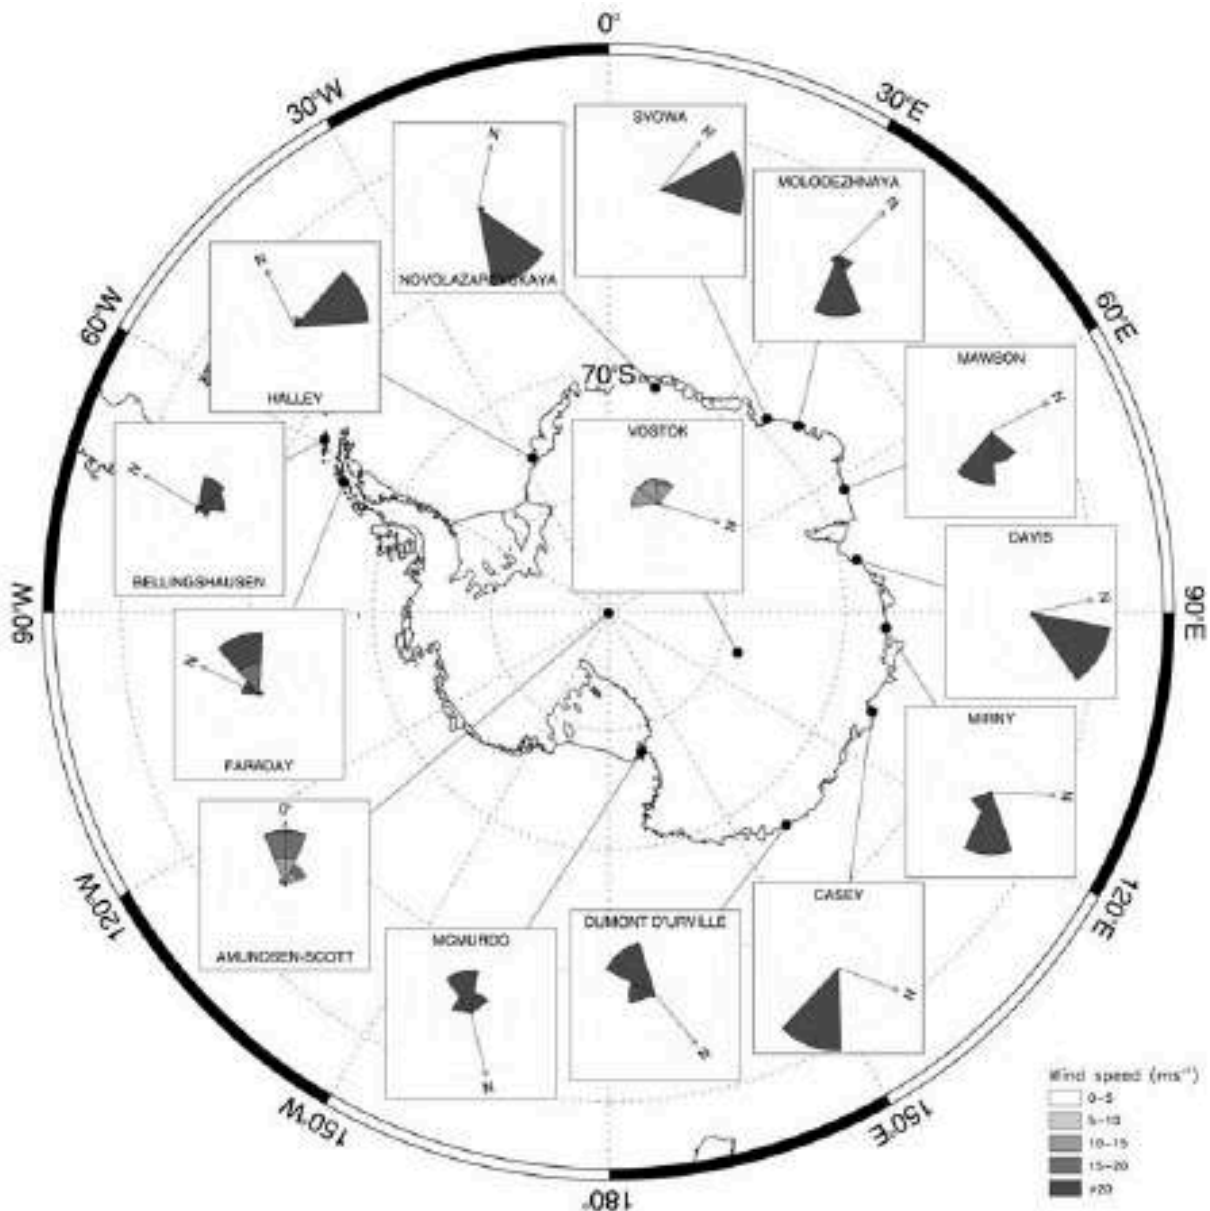 0°
30°W
30°E
SYOWA
N
N
MOLODEZHNAYA
N
NOVOLAZAREVSKAYA
N
60°W
60°E
HALLEY
70°S
MAWSON
N
VOSTOK
N
N
BELLINGSHAUSEN
DAVIS
N
90°W
90°E
N
FARADAY
MIRNY
N
0°
AMUNDSEN-SCOTT
120°W
120°E
MCMURDO
N
DUMONT D'URVILLE
N
CASEY
N
150°W
150°E
180°
Wind speed (ms⁻¹)
0-5
5-10
10-15
15-20
>20